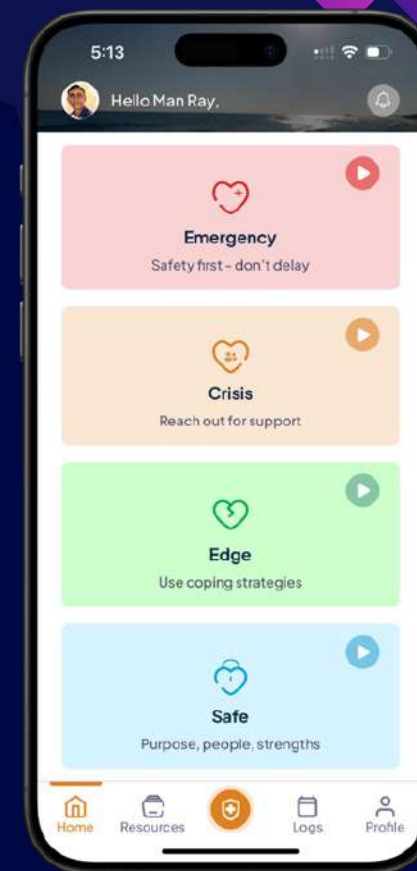 5:13
Hello Man Ray,
Emergency
Safety first – don't delay
Crisis
Reach out for support
Edge
Use coping strategies
Safe
Purpose, people, strengths
Home
Resources
Logs
Profile